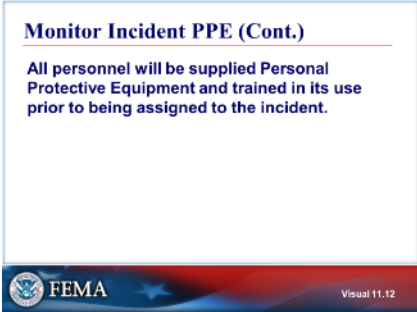 Monitor Incident PPE (Cont.)
All personnel will be supplied Personal
Protective Equipment and trained in its use
prior to being assigned to the incident.
FEMA
Visual 11.12